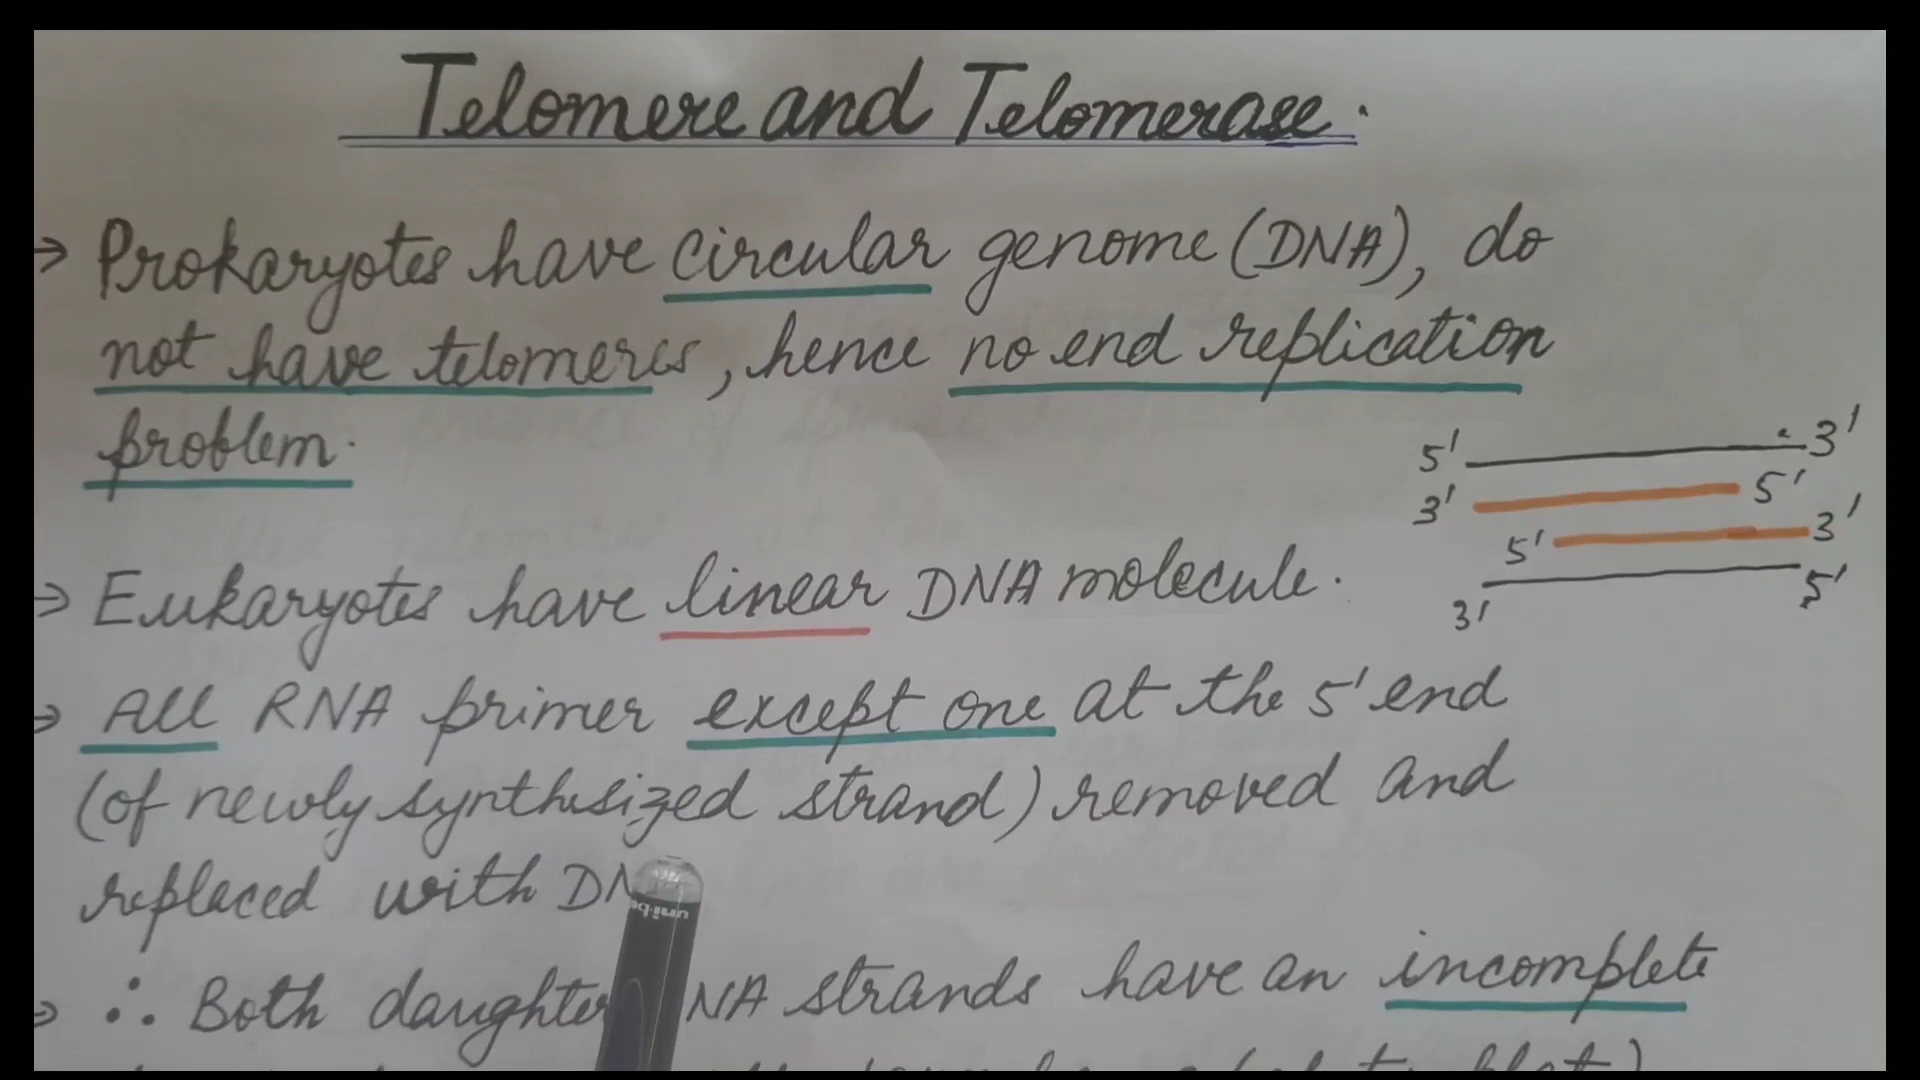 Telomere and Telomerase.
→ Prokaryotes have circular genome (DNA), do
not have telomeres, hence no end replication
problem.
5' 3'
3' 5'
5' 3'
3' 5'
→ Eukaryotes have linear DNA molecule.
→ All RNA primer except one at the 5' end
(of newly synthesized strand) removed and
replaced with
→ ∴ Both daughter NA strands have an incomplete